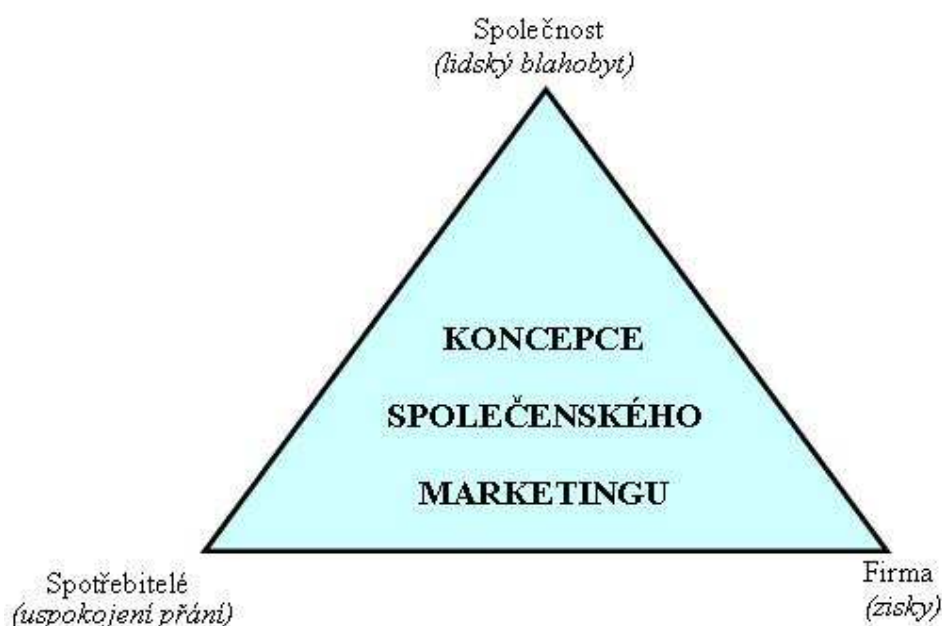 Společnost
(lidský blahobyt)
KONCEPCE
SPOLEČENSKÉHO
MARKETINGU
Spotřebitelé
(uspokojení přání)
Firma
(zisky)